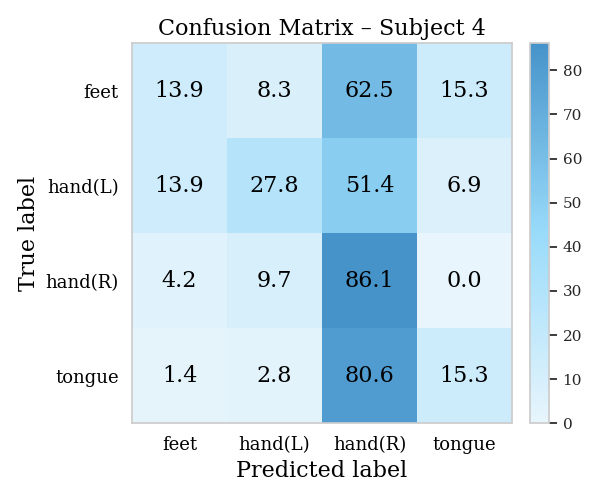 Confusion Matrix – Subject 4
True label
feet 13.9 8.3 62.5 15.3
hand(L) 13.9 27.8 51.4 6.9
hand(R) 4.2 9.7 86.1 0.0
tongue 1.4 2.8 80.6 15.3
feet hand(L) hand(R) tongue
Predicted label
80
70
60
50
40
30
20
10
0